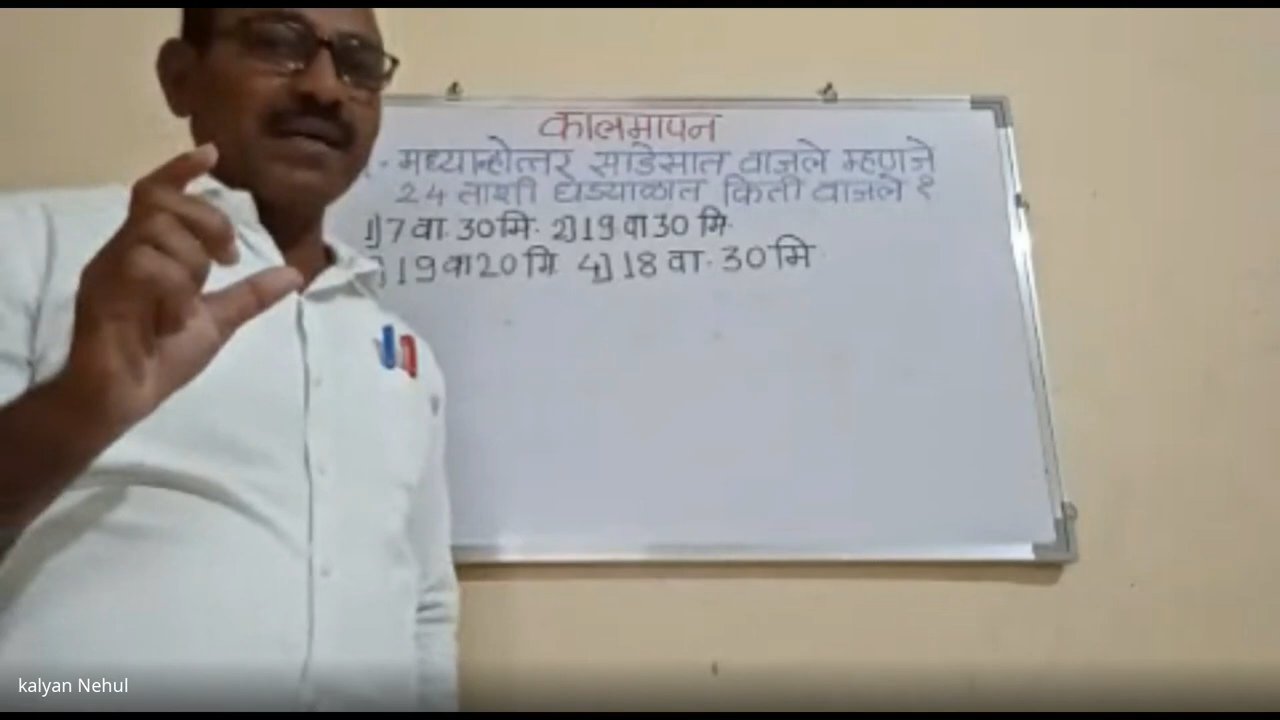 कालमापन
. मध्यान्होत्तर साडेसात वाजले म्हणजे
24 ताशी घड्याळात किती वाजले ?
1) 7 वा. 30 मि. 2) 19 वा 30 मि.
) 19 वा 20 मि 4) 18 वा. 30 मि
kalyan Nehul